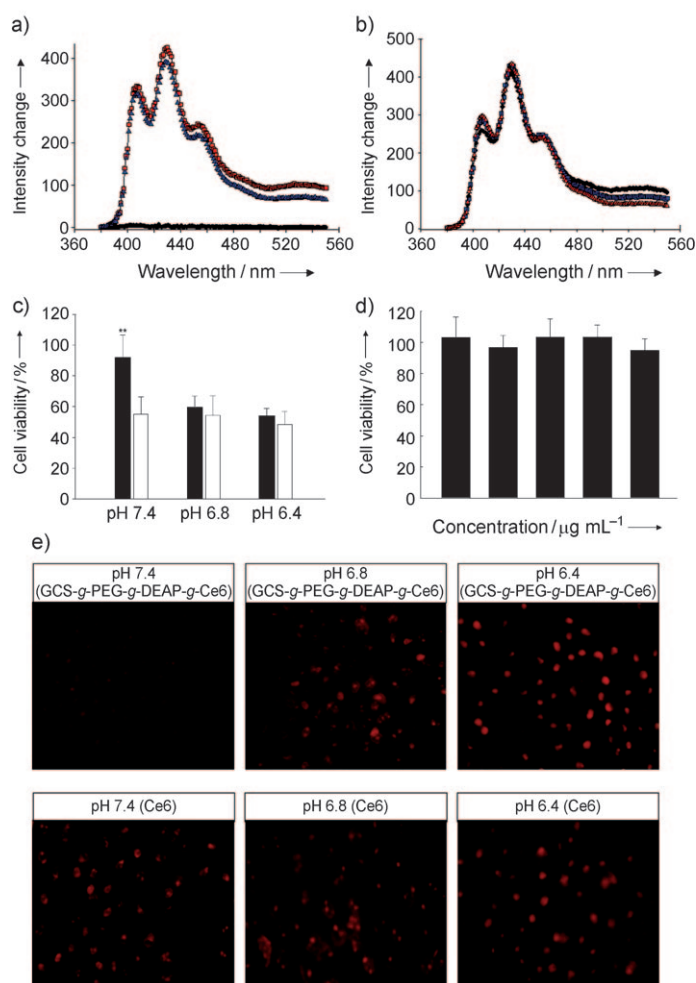 a)
b)
Intensity change
400
300
200
100
0
360 400 440 480 520 560
Wavelength / nm
Intensity change
500
400
300
200
100
0
360 400 440 480 520 560
Wavelength / nm
c)
d)
Cell viability / %
120
100
80
60
40
20
0
**
pH 7.4 pH 6.8 pH 6.4
Cell viability / %
120
100
80
60
40
20
0
Concentration / μg mL⁻¹
e)
pH 7.4
(GCS-g-PEG-g-DEAP-g-Ce6)
pH 6.8
(GCS-g-PEG-g-DEAP-g-Ce6)
pH 6.4
(GCS-g-PEG-g-DEAP-g-Ce6)
pH 7.4 (Ce6)
pH 6.8 (Ce6)
pH 6.4 (Ce6)